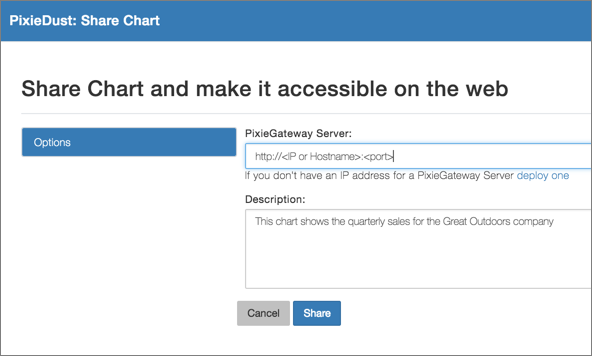 PixieDust: Share Chart
Share Chart and make it accessible on the web
Options
PixieGateway Server:
http://<IP or Hostname>:<port>
If you don't have an IP address for a PixieGateway Server deploy one
Description:
This chart shows the quarterly sales for the Great Outdoors company
Cancel
Share